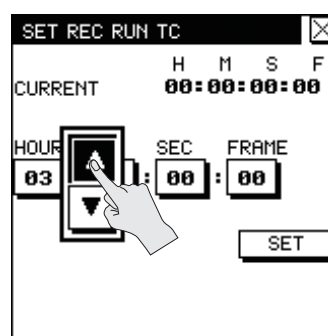 SET REC RUN TC
H M S F
CURRENT 00:00:00:00
HOUR SEC FRAME
03 : 00 : 00
SET